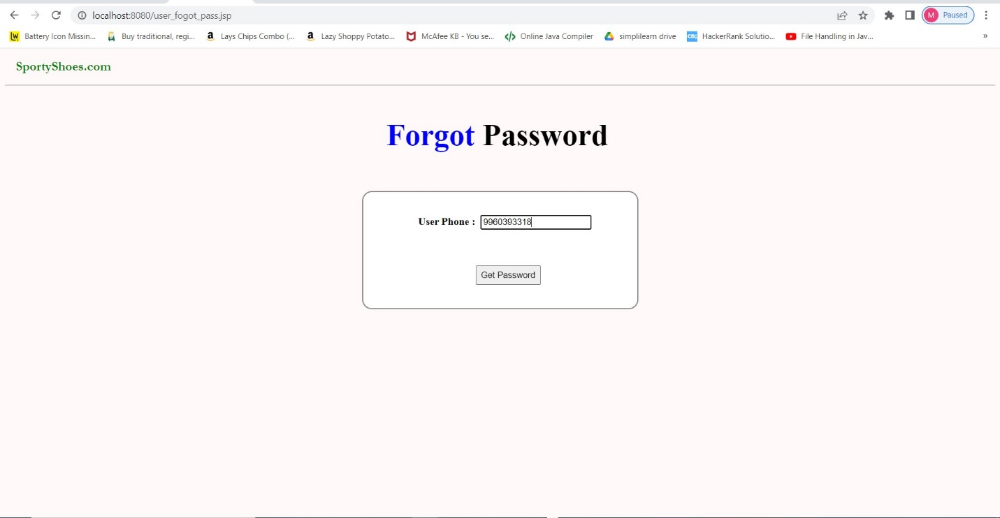 localhost:8080/user_fogot_pass.jsp
M Paused
Battery Icon Missin... Buy traditional, regi... Lays Chips Combo (... Lazy Shoppy Potato... McAfee KB - You se... Online Java Compiler simplilearn drive HackerRank Solutio... File Handling in Jav... »
SportyShoes.com
Forgot Password
User Phone : 9960393318
Get Password